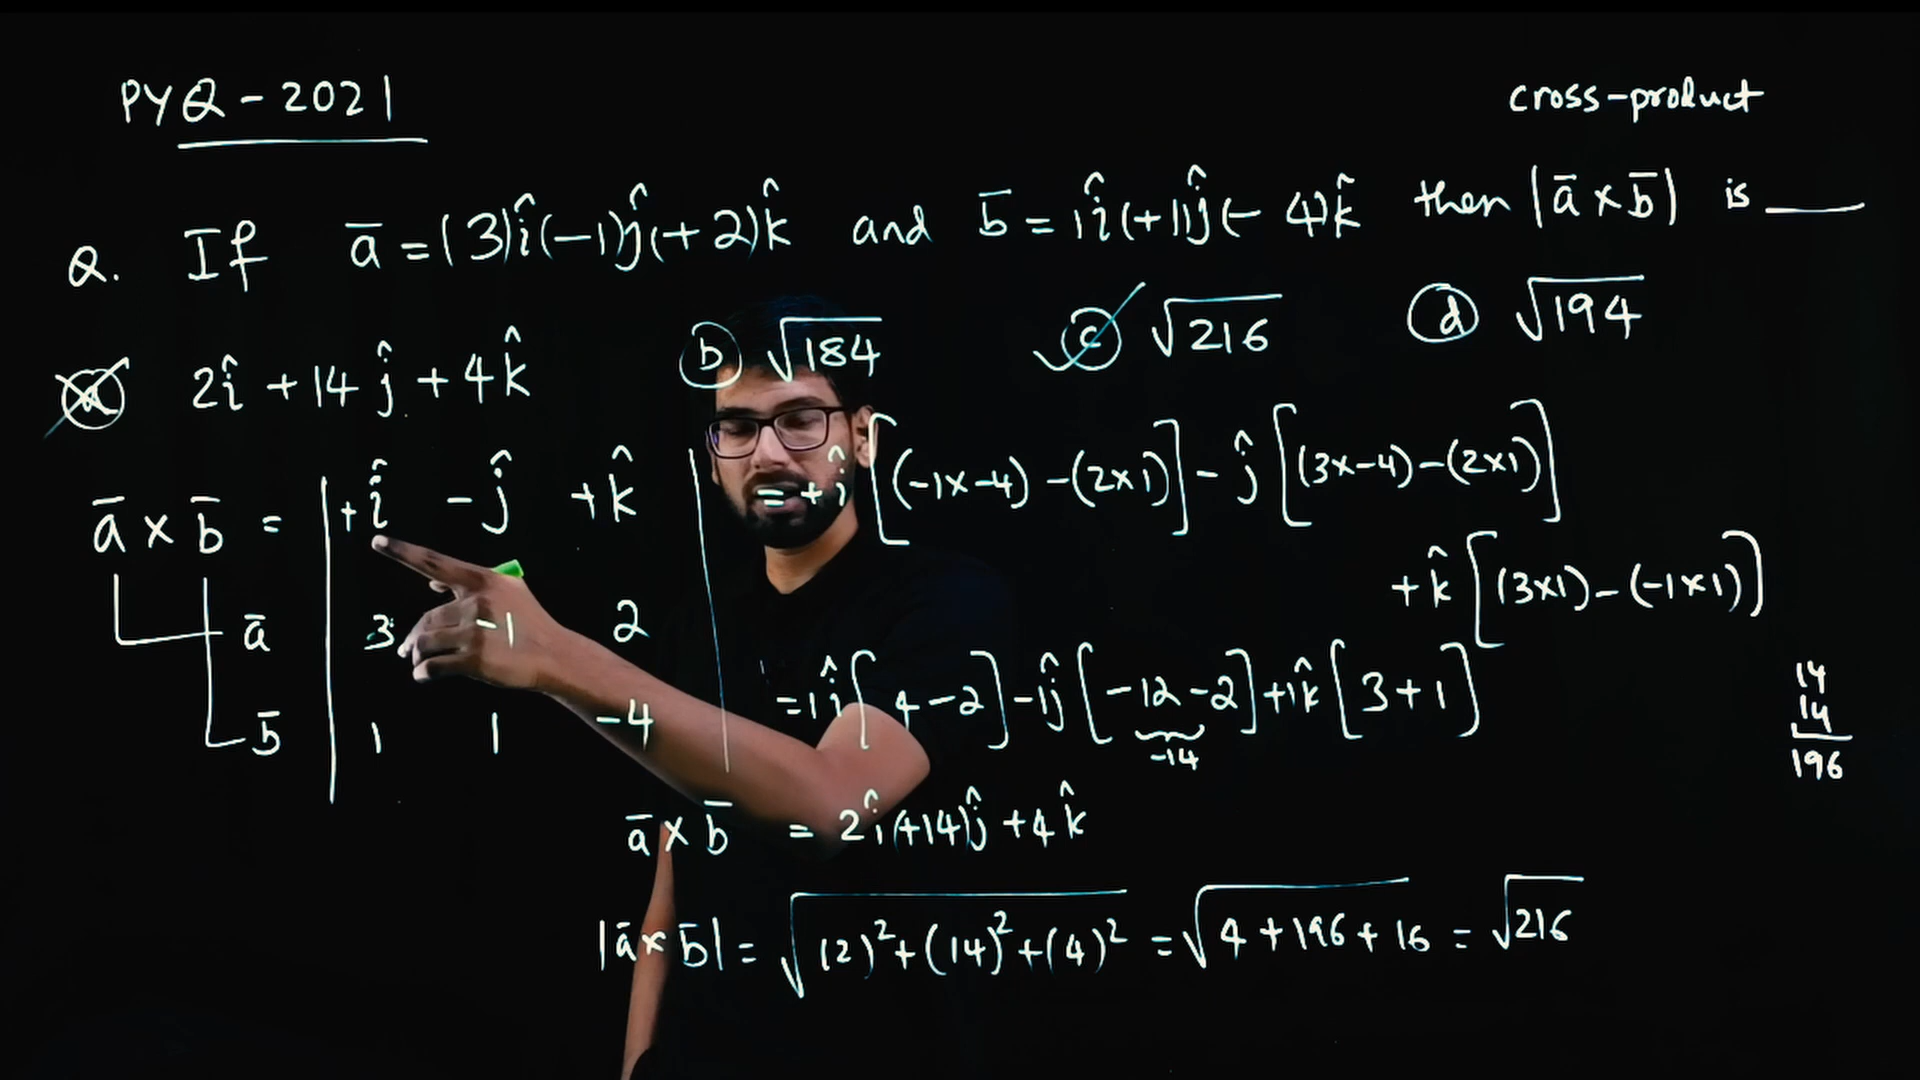 PYQ - 2021
cross-product
Q. If a̅ = (3)î(-1)ĵ(+2)k̂ and b̅ = 1î(+1)ĵ(-4)k̂ then |a̅ × b̅| is ____
ⓐ 2î + 14ĵ + 4k̂ ⓑ √184 ⓒ √216 ⓓ √194
a̅ × b̅ = | +î -ĵ +k̂ | = +î [(-1×-4) - (2×1)] - ĵ [(3×-4) - (2×1)]
+ k̂ [(3×1) - (-1×1)]
a̅ 3 -1 2
b̅ 1 1 -4
= 1î [4-2] - 1ĵ [-12-2] + 1k̂ [3+1]
-14
14
14
196
a̅ × b̅ = 2î(+14)ĵ + 4k̂
|a̅ × b̅| = √(2)² + (14)² + (4)² = √4 + 196 + 16 = √216